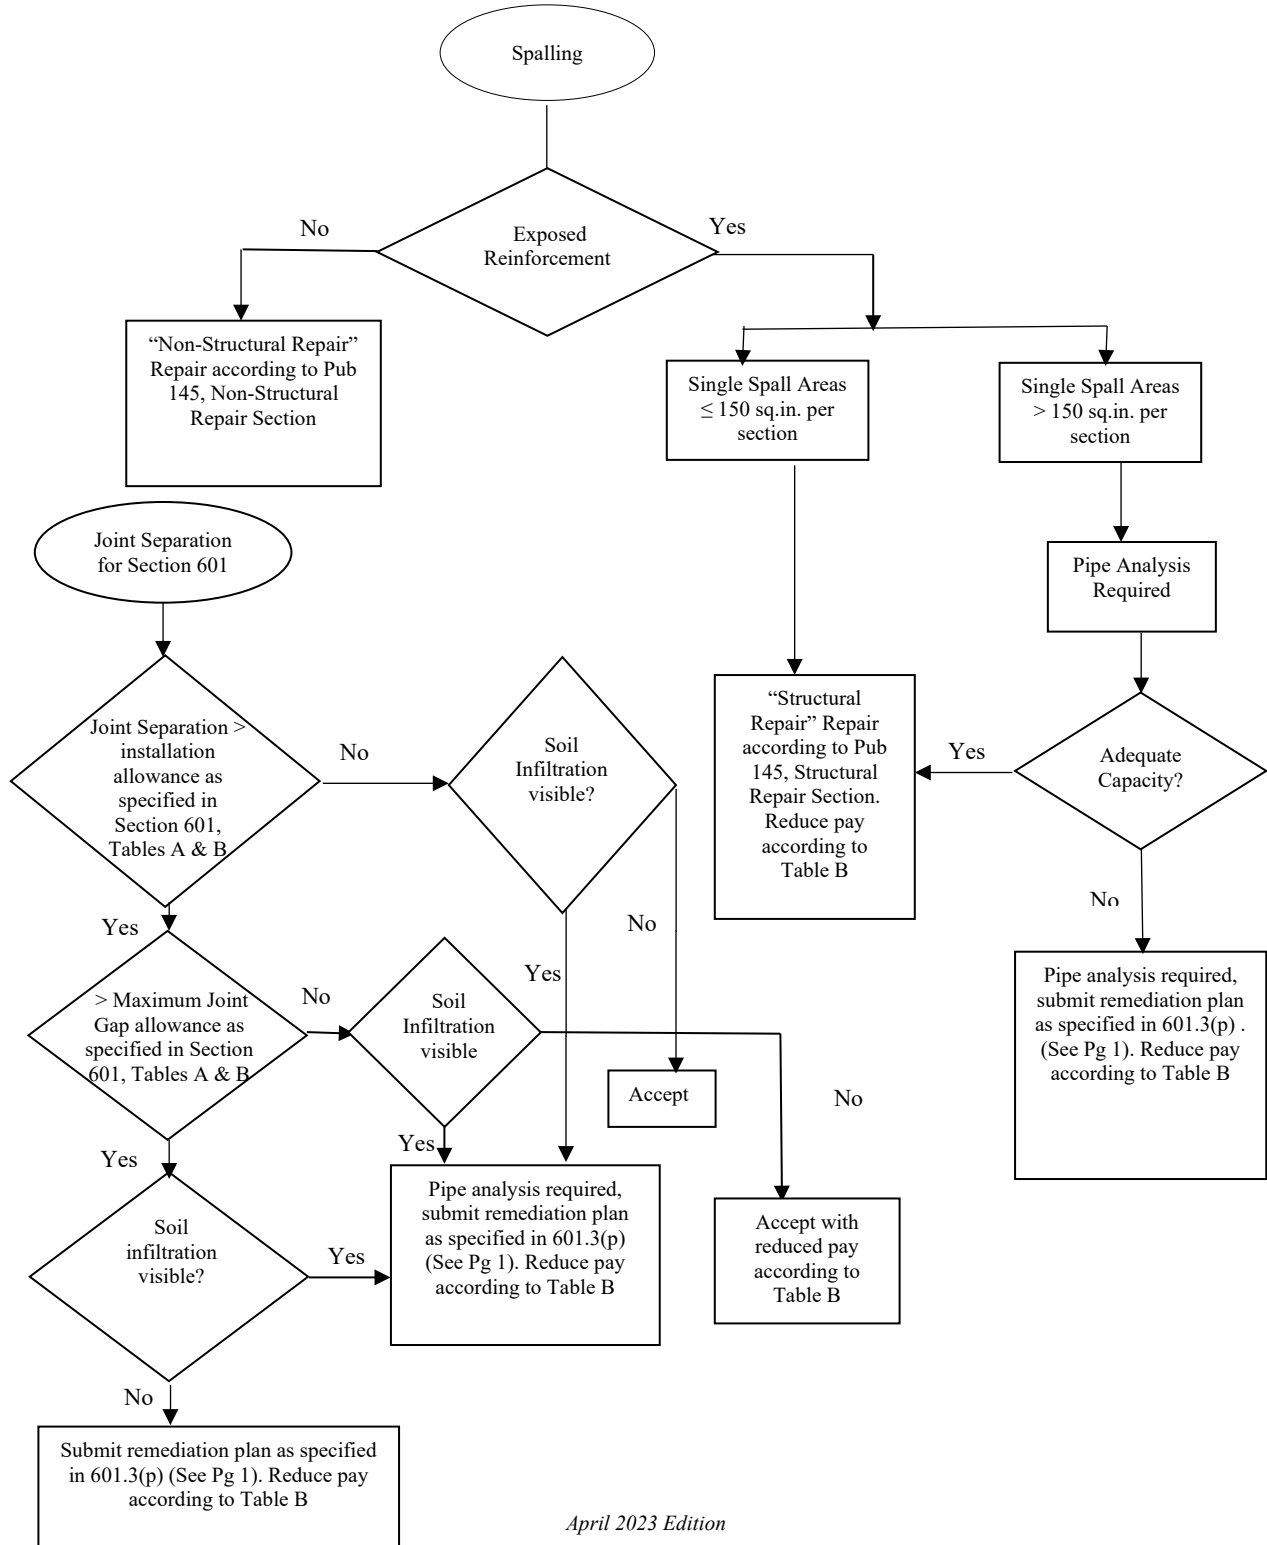 Spalling
No
Exposed
Reinforcement
Yes
“Non-Structural Repair”
Repair according to Pub
145, Non-Structural
Repair Section
Single Spall Areas
≤ 150 sq.in. per
section
Single Spall Areas
> 150 sq.in. per
section
Pipe Analysis
Required
Adequate
Capacity?
Yes
“Structural
Repair” Repair
according to Pub
145, Structural
Repair Section.
Reduce pay
according to
Table B
No
Pipe analysis required,
submit remediation plan
as specified in 601.3(p) .
(See Pg 1). Reduce pay
according to Table B
Joint Separation
for Section 601
Joint Separation >
installation
allowance as
specified in
Section 601,
Tables A & B
No
Soil
Infiltration
visible?
No
Yes
Accept
Yes
> Maximum Joint
Gap allowance as
specified in Section
601, Tables A & B
No
Soil
Infiltration
visible
No
Yes
Accept with
reduced pay
according to
Table B
Yes
Soil
infiltration
visible?
Yes
Pipe analysis required,
submit remediation plan
as specified in 601.3(p)
(See Pg 1). Reduce pay
according to Table B
No
Submit remediation plan as specified
in 601.3(p) (See Pg 1). Reduce pay
according to Table B
April 2023 Edition